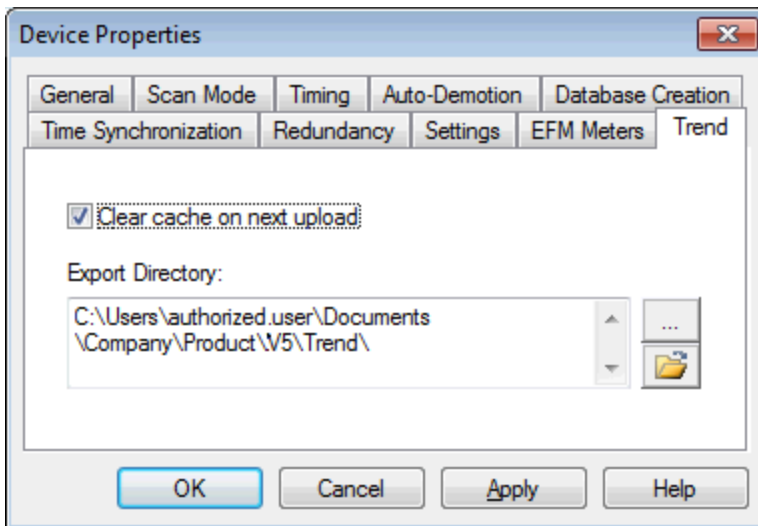 Device Properties
General Scan Mode Timing Auto-Demotion Database Creation
Time Synchronization Redundancy Settings EFM Meters Trend
Clear cache on next upload
Export Directory:
C:\Users\authorized.user\Documents
\Company\Product\V5\Trend\
...
OK Cancel Apply Help